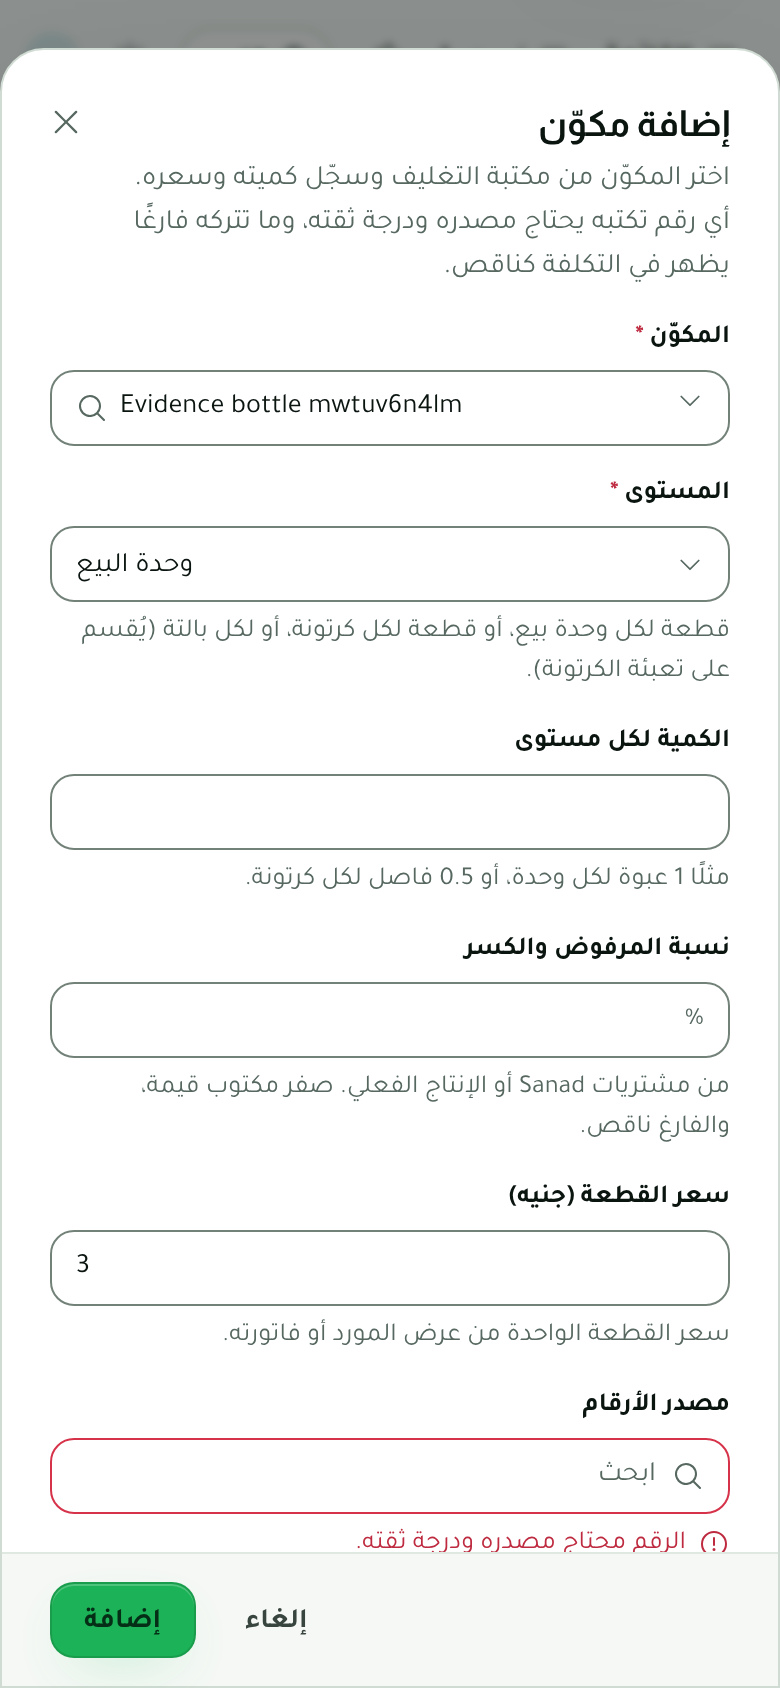 إضافة مكوّن
اختر المكوّن من مكتبة التغليف وسجّل كميته وسعره.
أي رقم تكتبه يحتاج مصدره ودرجة ثقته، وما تتركه فارغًا
يظهر في التكلفة كناقص.
المكوّن *
Evidence bottle mwtuv6n4lm
المستوى *
وحدة البيع
قطعة لكل وحدة بيع، أو قطعة لكل كرتونة، أو لكل بالتة (يُقسم
على تعبئة الكرتونة).
الكمية لكل مستوى
مثلًا 1 عبوة لكل وحدة، أو 0.5 فاصل لكل كرتونة.
نسبة المرفوض والكسر
%
من مشتريات Sanad أو الإنتاج الفعلي. صفر مكتوب قيمة،
والفارغ ناقص.
سعر القطعة (جنيه)
3
سعر القطعة الواحدة من عرض المورد أو فاتورته.
مصدر الأرقام
ابحث
الرقم محتاج مصدره ودرجة ثقته.
إلغاء
إضافة